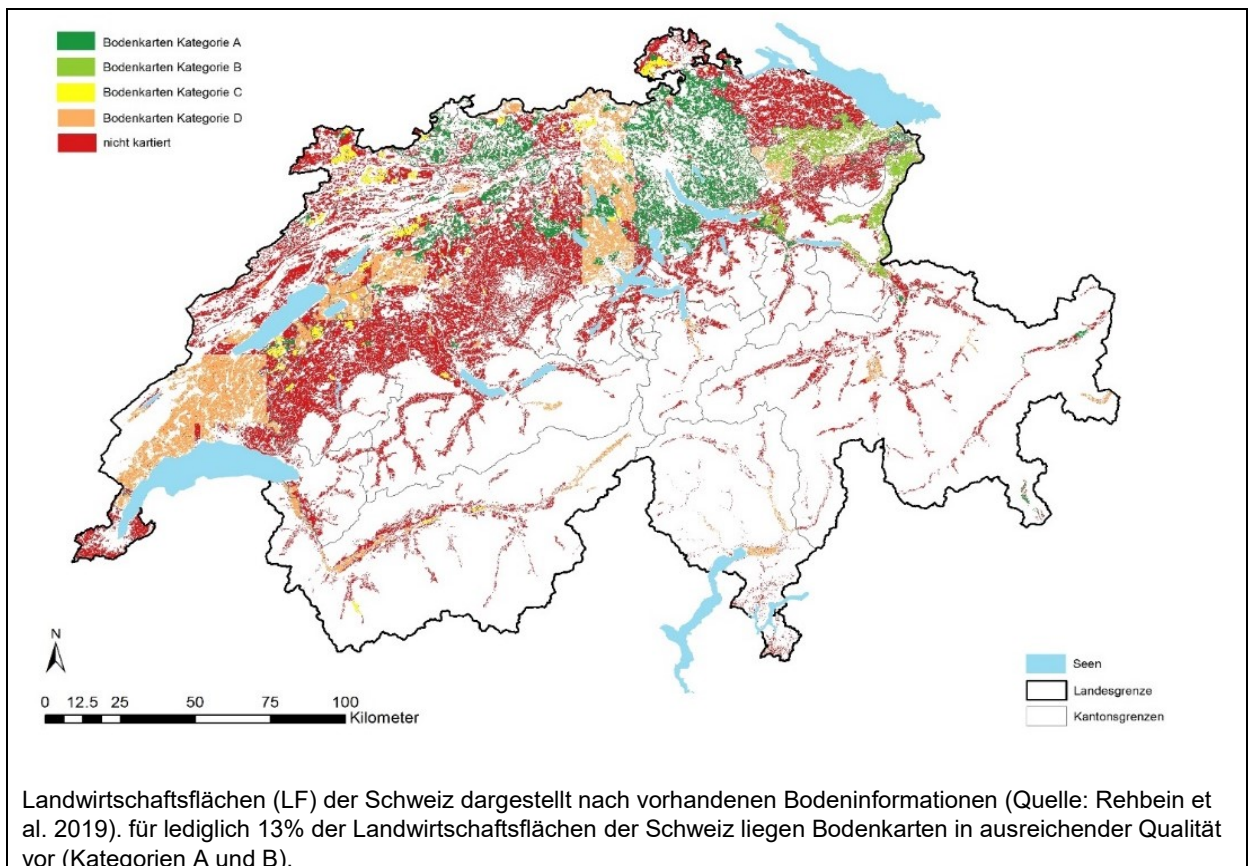 Bodenkarten Kategorie A
Bodenkarten Kategorie B
Bodenkarten Kategorie C
Bodenkarten Kategorie D
nicht kartiert
N
0 12.5 25 50 75 100
Kilometer
Seen
Landesgrenze
Kantonsgrenzen
Landwirtschaftsflächen (LF) der Schweiz dargestellt nach vorhandenen Bodeninformationen (Quelle: Rehbein et
al. 2019). für lediglich 13% der Landwirtschaftsflächen der Schweiz liegen Bodenkarten in ausreichender Qualität
vor (Kategorien A und B).